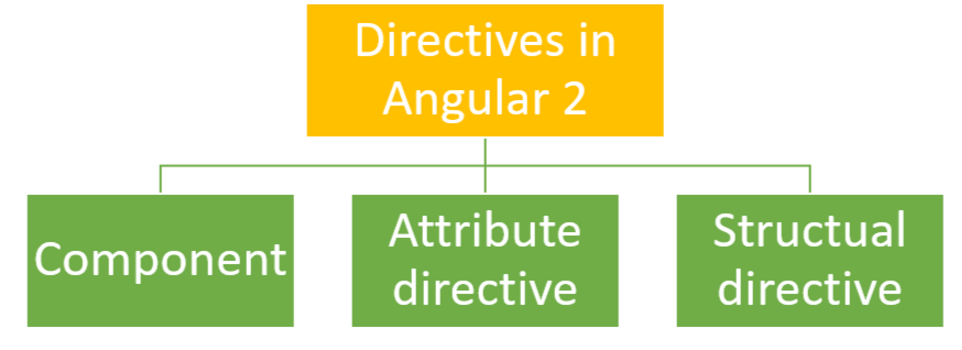 Directives in
Angular 2
Component
Attribute
directive
Structual
directive